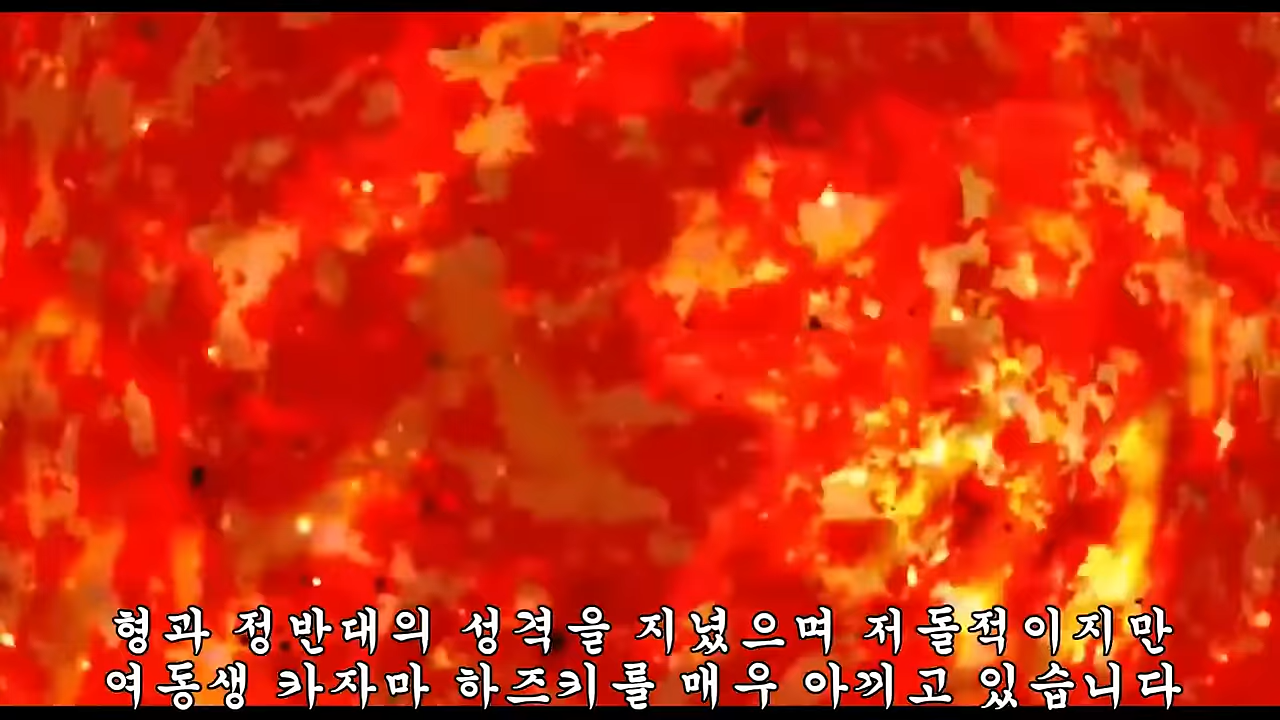 형과 정반대의 성격을 지녔으며 저돌적이지만
여동생 카자마 하즈키를 매우 아끼고 있습니다